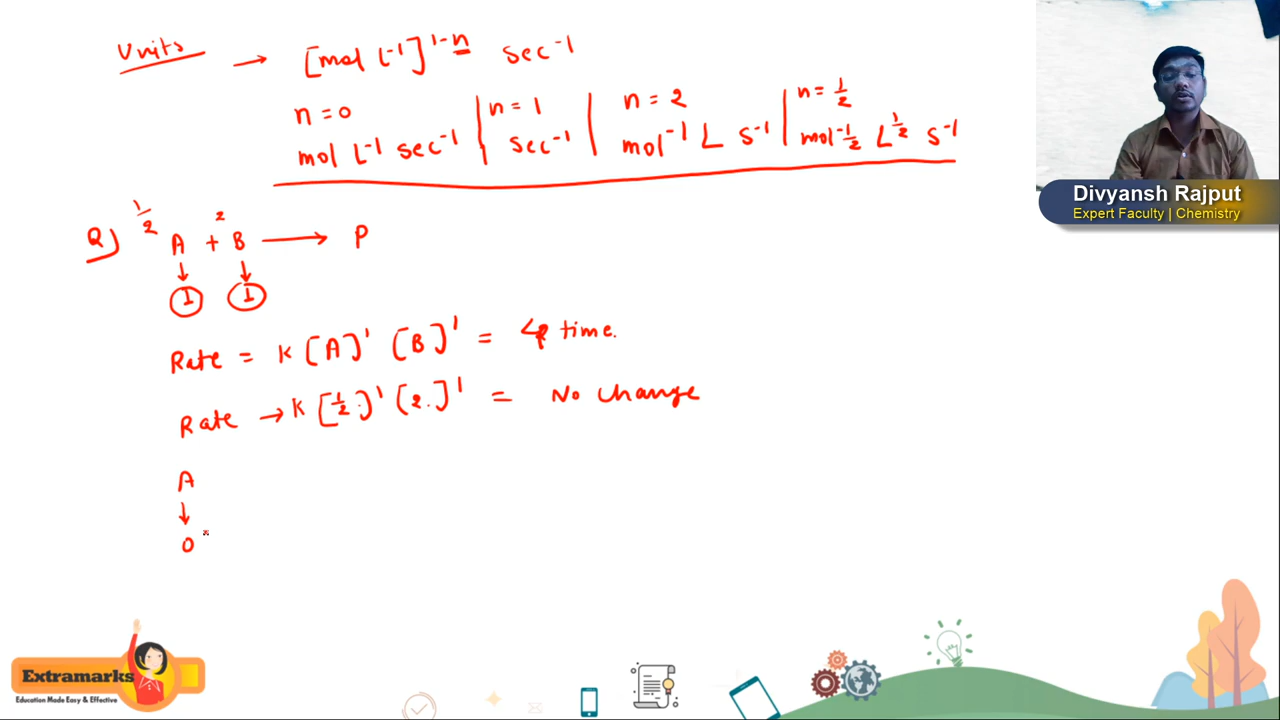 Units → [mol L⁻¹]¹⁻ⁿ sec⁻¹
n = 0 | n = 1 | n = 2 | n = 1/2
mol L⁻¹ sec⁻¹ | sec⁻¹ | mol⁻¹ L s⁻¹ | mol⁻½ L½ s⁻¹
Divyansh Rajput
Expert Faculty | Chemistry
1/2 2
Q) A + B → P
↓ ↓
1 1
Rate = K [A]¹ [B]¹ = 4 time.
Rate → K [1/2.]¹ [2.]¹ = No change
A
↓
0
Extramarks
Education Made Easy & Effective